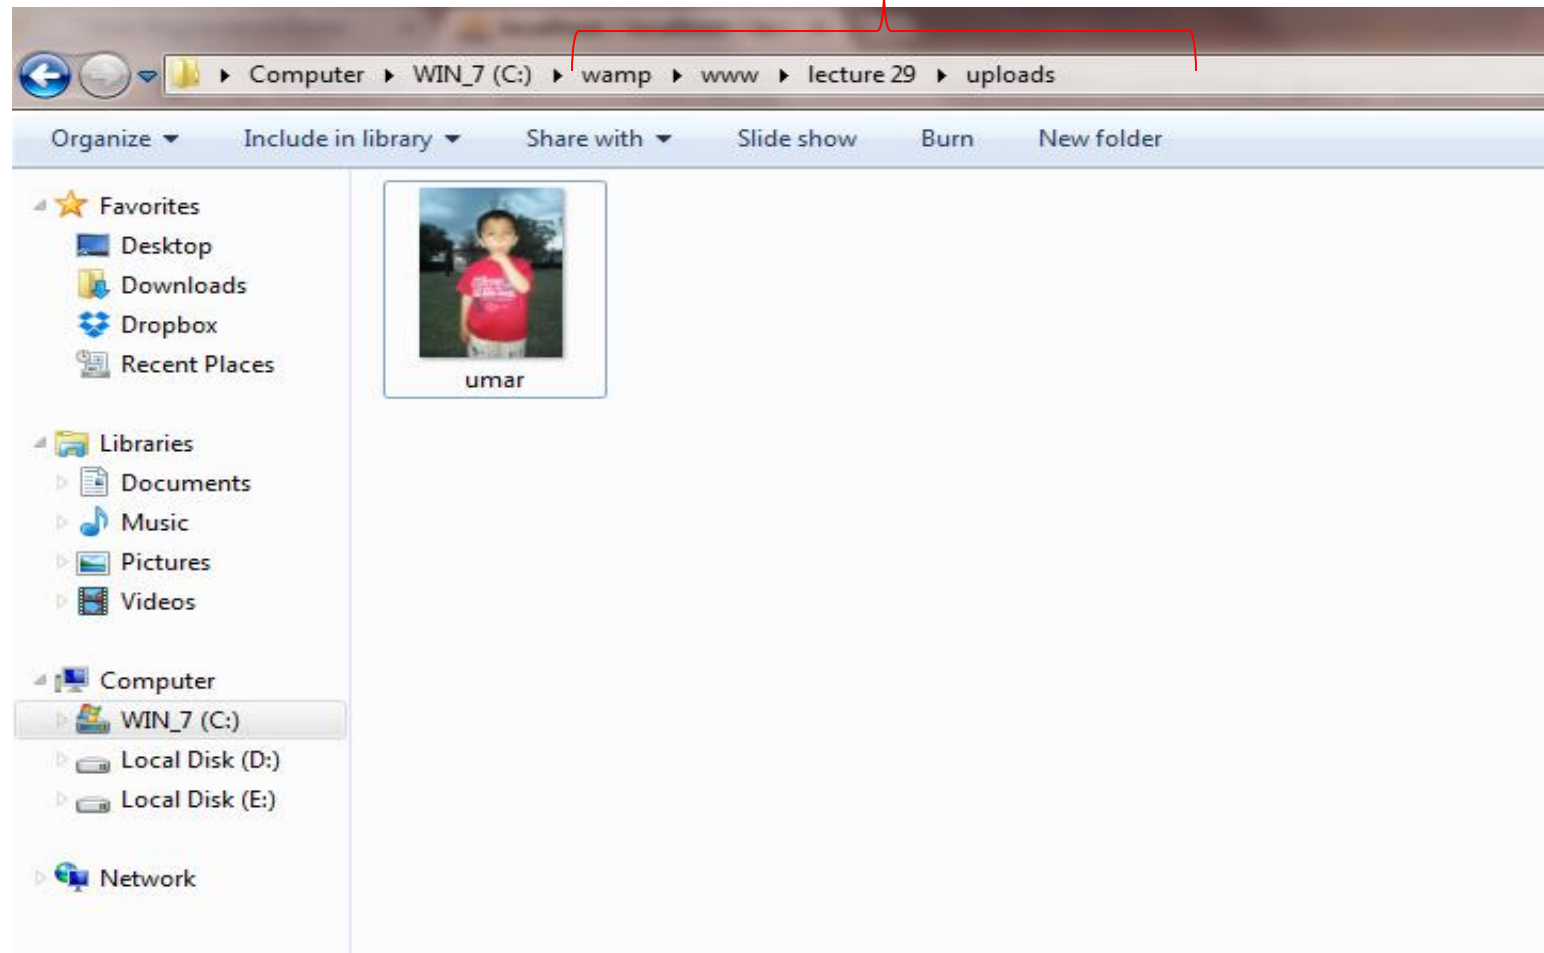 Computer WIN_7 (C:) wamp www lecture 29 uploads
Organize Include in library Share with Slide show Burn New folder
Favorites
Desktop
Downloads
Dropbox
Recent Places
Libraries
Documents
Music
Pictures
Videos
Computer
WIN_7 (C:)
Local Disk (D:)
Local Disk (E:)
Network
umar